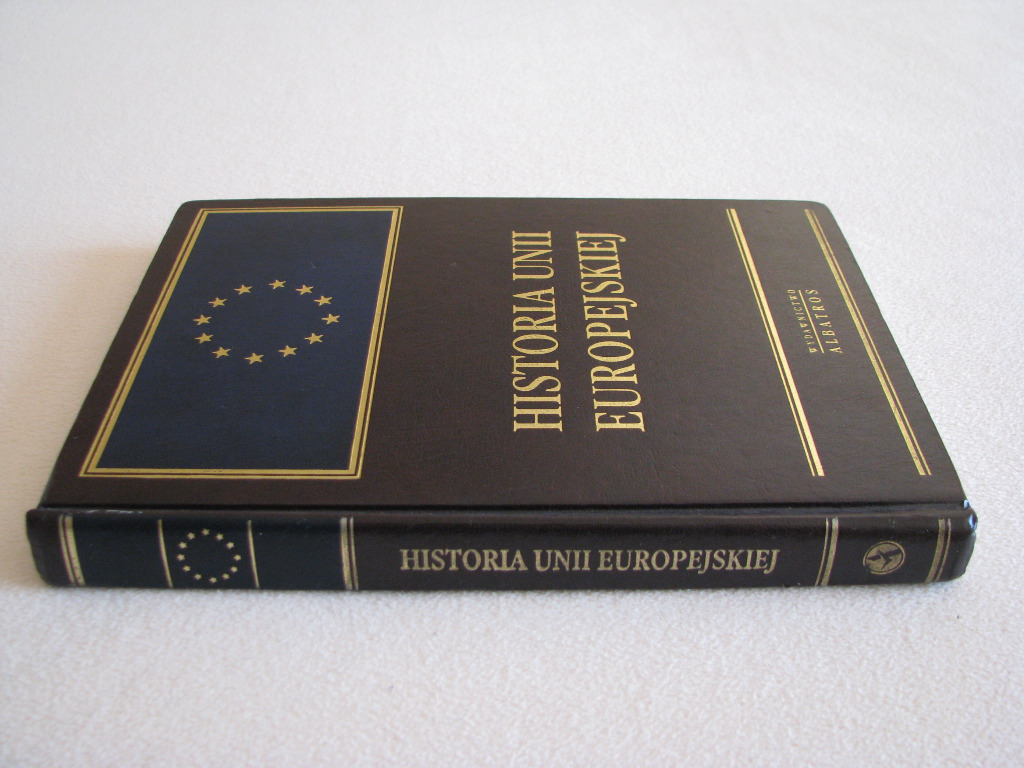 HISTORIA UNII
EUROPEJSKIEJ
WYDAWNICTWO
ALBATROS
HISTORIA UNII EUROPEJSKIEJ